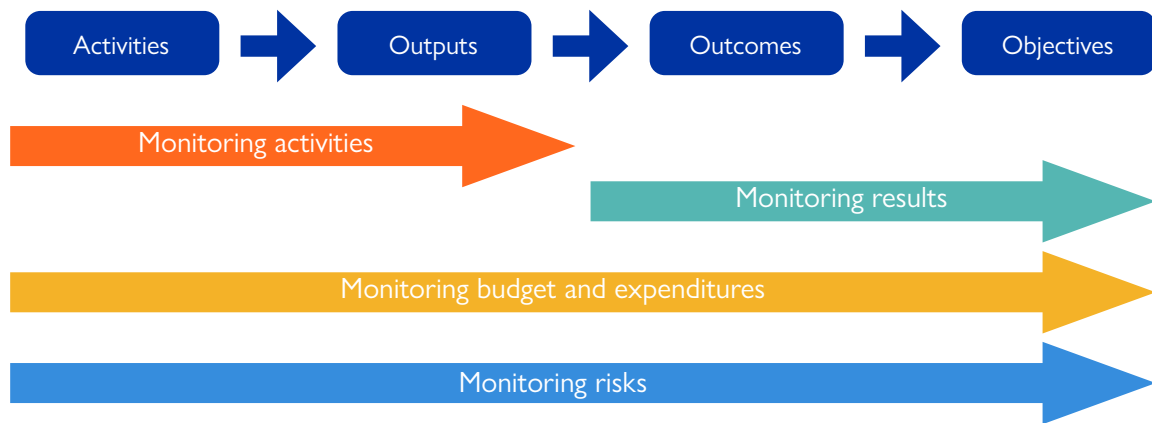 Activities
Outputs
Outcomes
Objectives
Monitoring activities
Monitoring results
Monitoring budget and expenditures
Monitoring risks